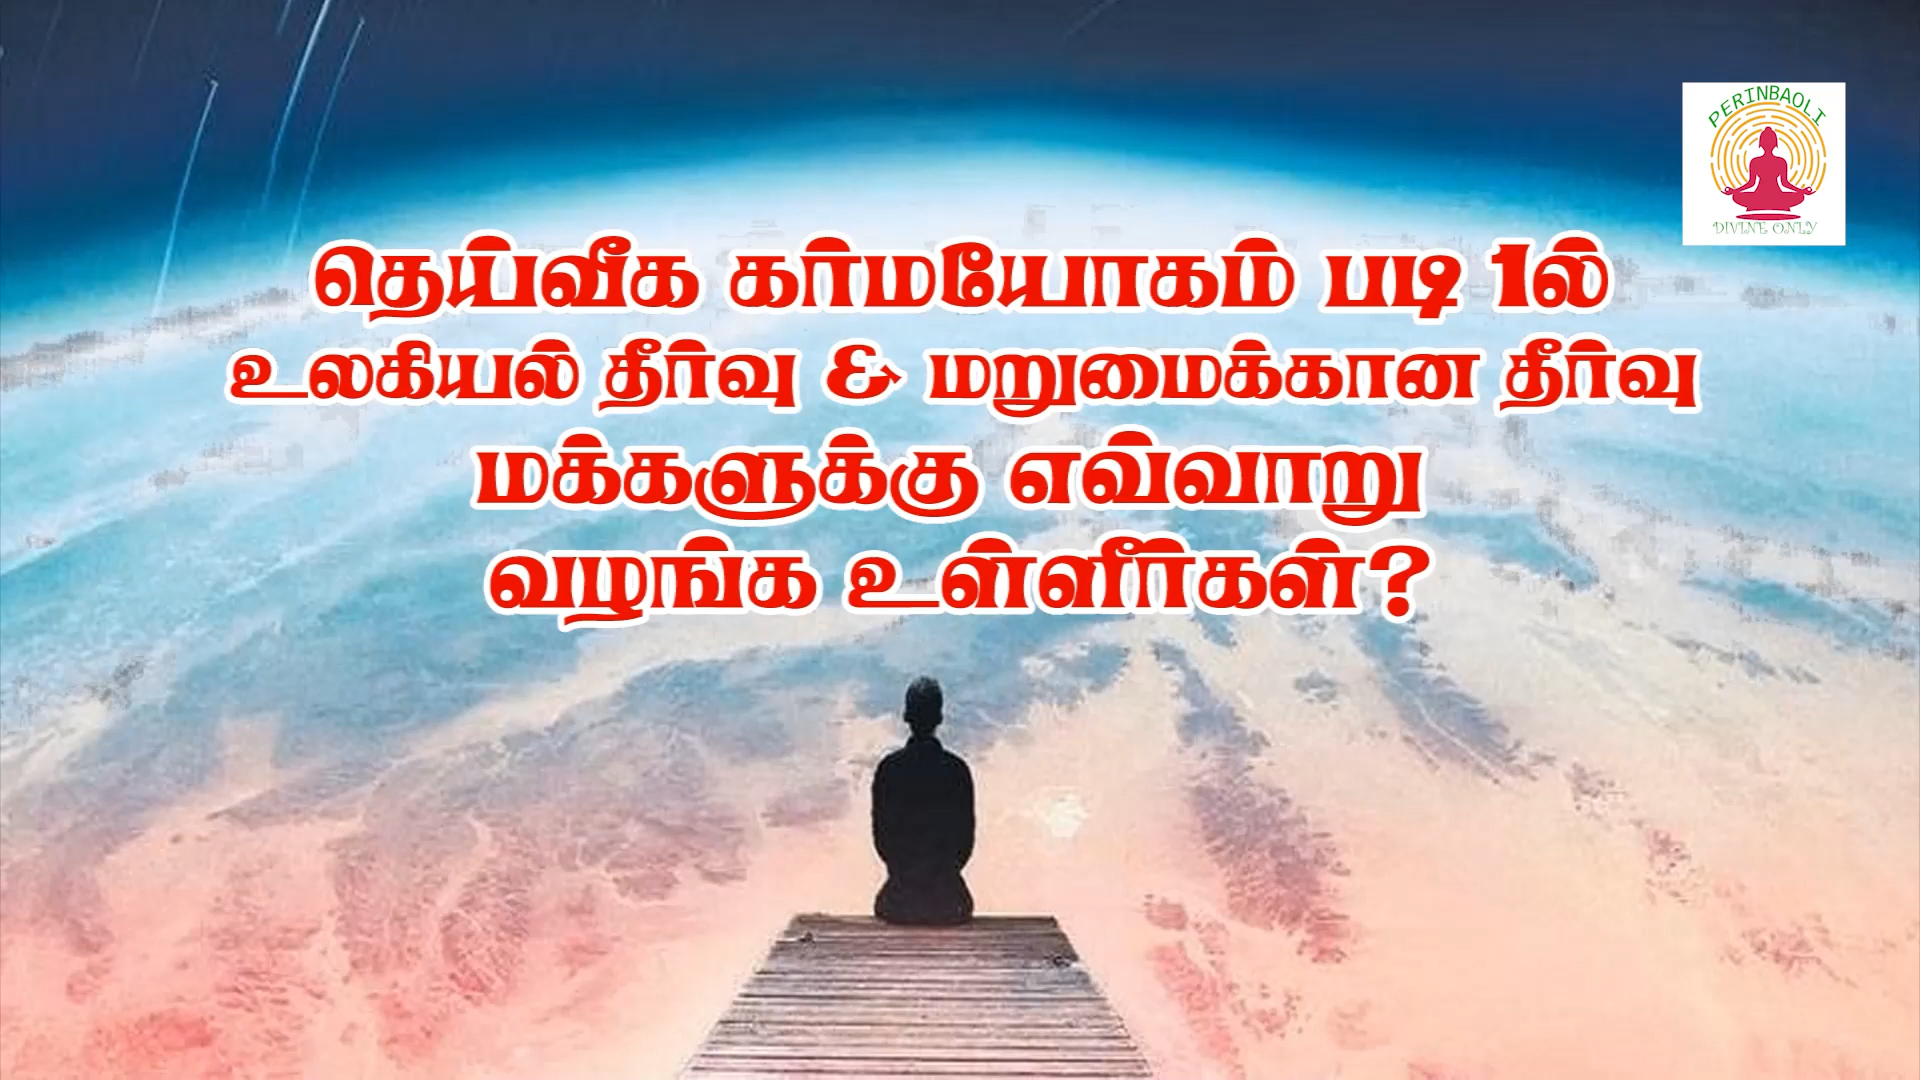 PERINBAOLI
DIVINE ONLY
தெய்வீக கர்மயோகம் படி 1ல்
உலகியல் தீர்வு & மறுமைக்கான தீர்வு
மக்களுக்கு எவ்வாறு
வழங்க உள்ளீர்கள்?